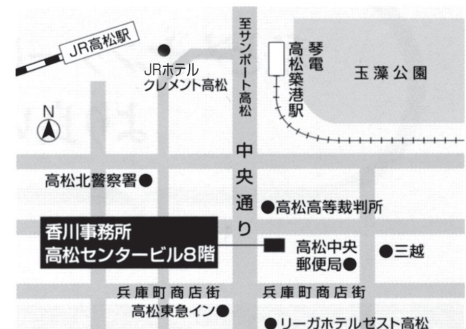 JR高松駅
JRホテル
クレメント高松
至サンポート高松
琴電
高松築港駅
玉藻公園
N
中央通り
高松北警察署
高松高等裁判所
香川事務所
高松センタービル8階
高松中央
郵便局
三越
兵庫町商店街
兵庫町商店街
高松東急イン
リーガホテルゼスト高松